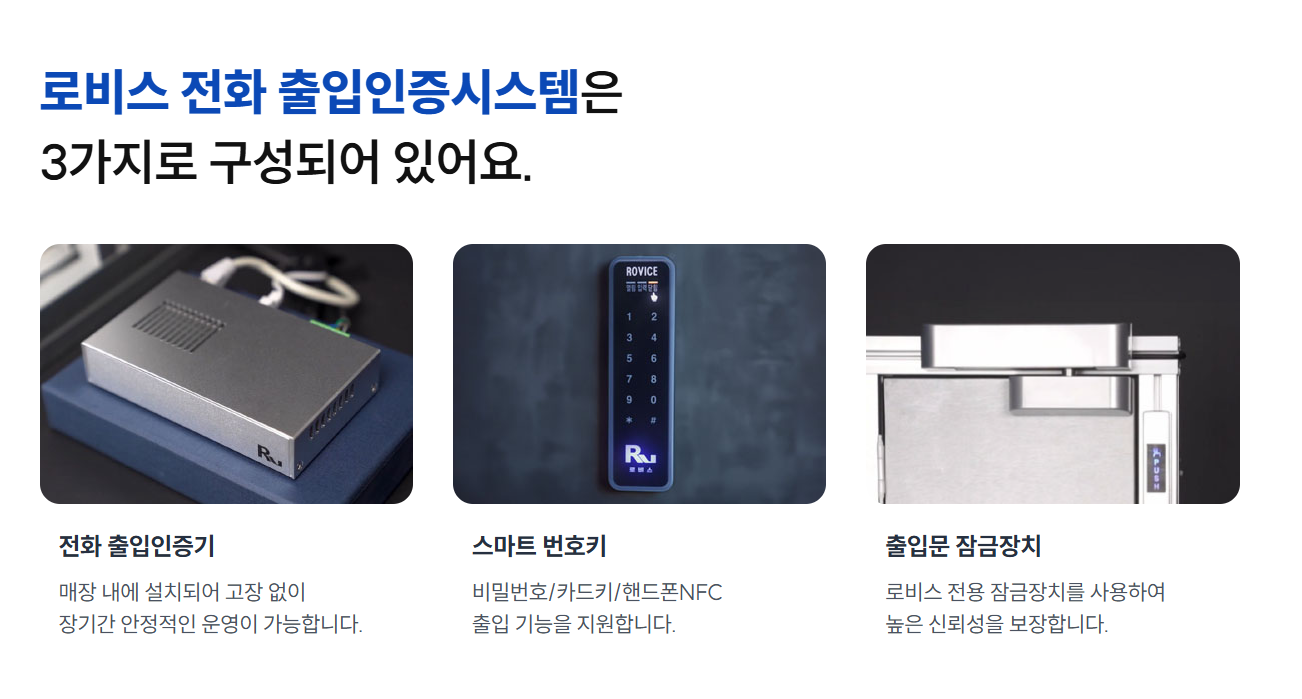 로비스 전화 출입인증시스템은
3가지로 구성되어 있어요.
ROVICE
1 2
3 4
5 6
7 8
9 0
* #
로비스
PUSH
전화 출입인증기
매장 내에 설치되어 고장 없이
장기간 안정적인 운영이 가능합니다.
스마트 번호키
비밀번호/카드키/핸드폰NFC
출입 기능을 지원합니다.
출입문 잠금장치
로비스 전용 잠금장치를 사용하여
높은 신뢰성을 보장합니다.